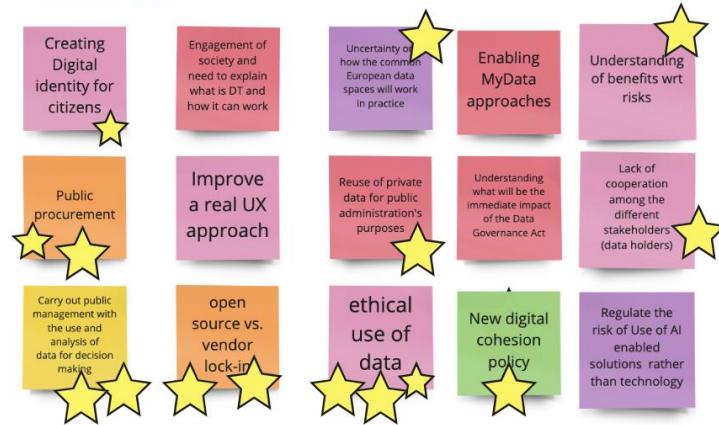 Creating
Digital
identity for
citizens
Engagement of
society and
need to explain
what is DT and
how it can work
Uncertainty on
how the common
European data
spaces will work
in practice
Enabling
MyData
approaches
Understanding
of benefits wrt
risks
Public
procurement
Improve
a real UX
approach
Reuse of private
data for public
administration's
purposes
Understanding
what will be the
immediate impact
of the Data
Governance Act
Lack of
cooperation
among the
different
stakeholders
(data holders)
Carry out public
management with
the use and
analysis of
data for decision
making
open
source vs.
vendor
lock-in
ethical
use of
data
New digital
cohesion
policy
Regulate the
risk of Use of AI
enabled
solutions rather
than technology